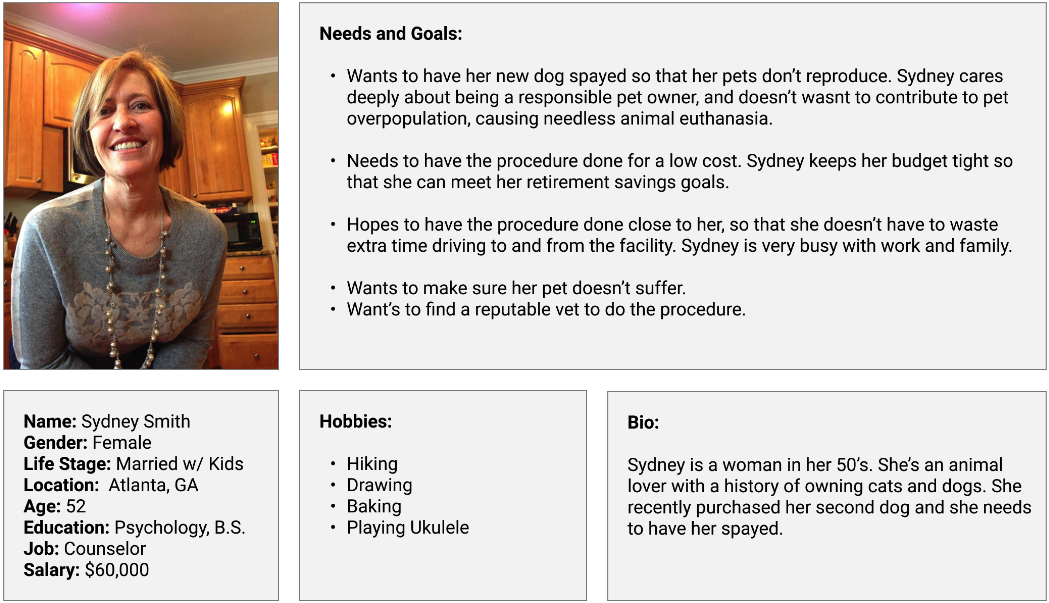 Needs and Goals:
• Wants to have her new dog spayed so that her pets don't reproduce. Sydney cares
deeply about being a responsible pet owner, and doesn't wasnt to contribute to pet
overpopulation, causing needless animal euthanasia.
• Needs to have the procedure done for a low cost. Sydney keeps her budget tight so
that she can meet her retirement savings goals.
• Hopes to have the procedure done close to her, so that she doesn't have to waste
extra time driving to and from the facility. Sydney is very busy with work and family.
• Wants to make sure her pet doesn't suffer.
• Want's to find a reputable vet to do the procedure.
Name: Sydney Smith
Gender: Female
Life Stage: Married w/ Kids
Location: Atlanta, GA
Age: 52
Education: Psychology, B.S.
Job: Counselor
Salary: $60,000
Hobbies:
• Hiking
• Drawing
• Baking
• Playing Ukulele
Bio:
Sydney is a woman in her 50's. She's an animal
lover with a history of owning cats and dogs. She
recently purchased her second dog and she needs
to have her spayed.